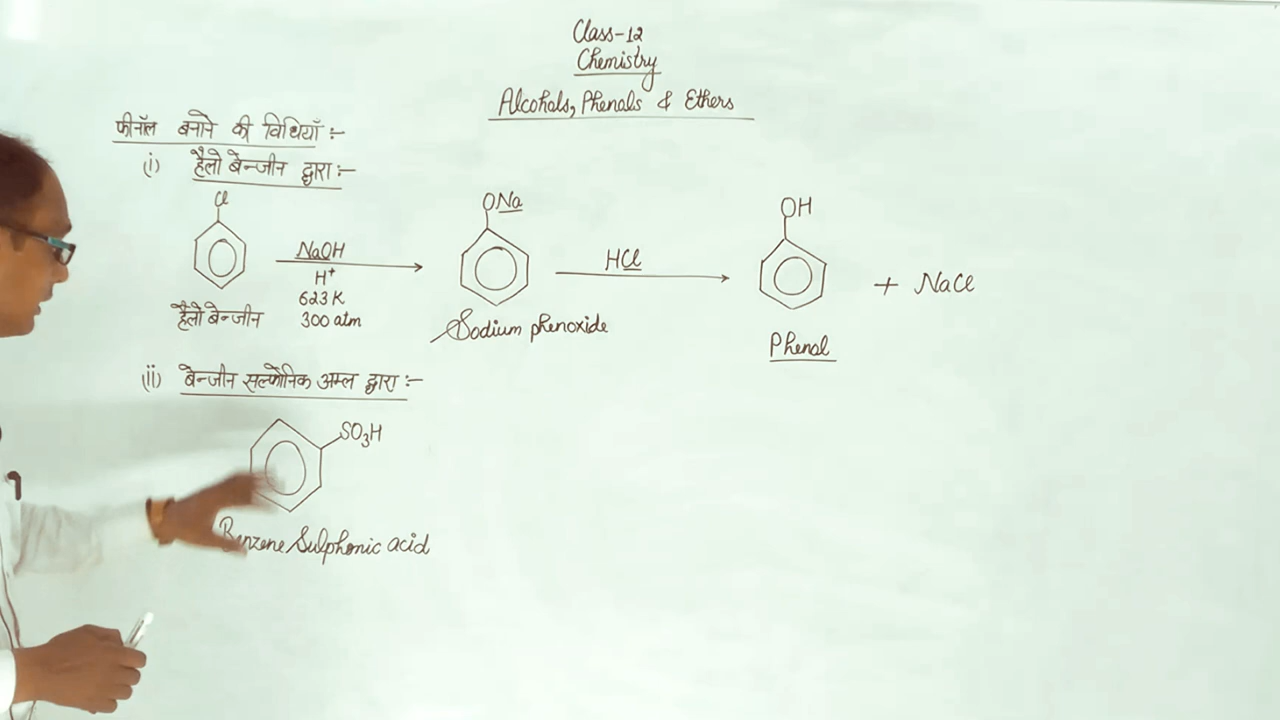 Class-12
Chemistry
Alcohols, Phenols & Ethers
फीनॉल बनाने की विधियाँ :-
(i) हैलो बेन्जीन द्वारा :-
Cl
NaOH
H⁺
623 K
300 atm
हैलो बेन्जीन
ONa
Sodium phenoxide
HCl
OH
Phenol
+ NaCl
(ii) बेन्जीन सल्फोनिक अम्ल द्वारा :-
SO₃H
Benzene Sulphonic acid